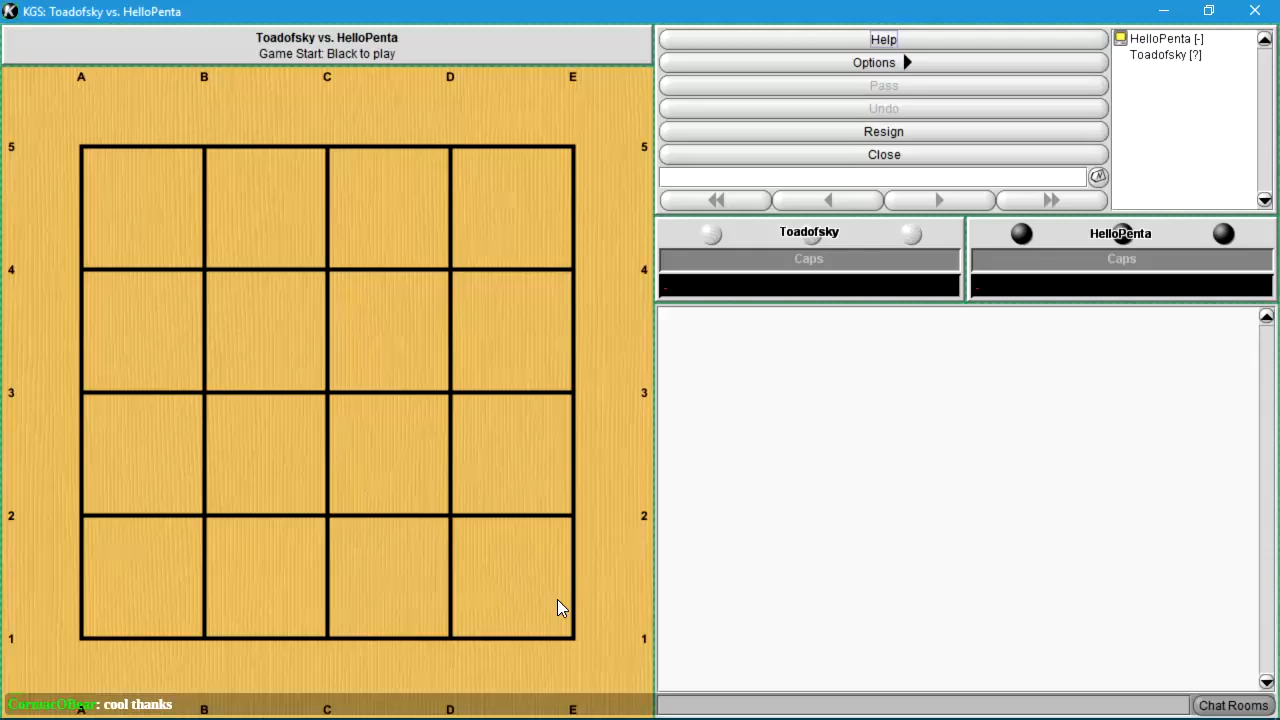 KGS: Toadofsky vs. HelloPenta
Toadofsky vs. HelloPenta
Game Start: Black to play
A B C D E
5 5
4 4
3 3
2 2
1 1
A B C D E
CormacOBear: cool thanks
Help
Options
Pass
Undo
Resign
Close
HelloPenta [-]
Toadofsky [?]
Toadofsky
Caps
-
HelloPenta
Caps
-
Chat Rooms